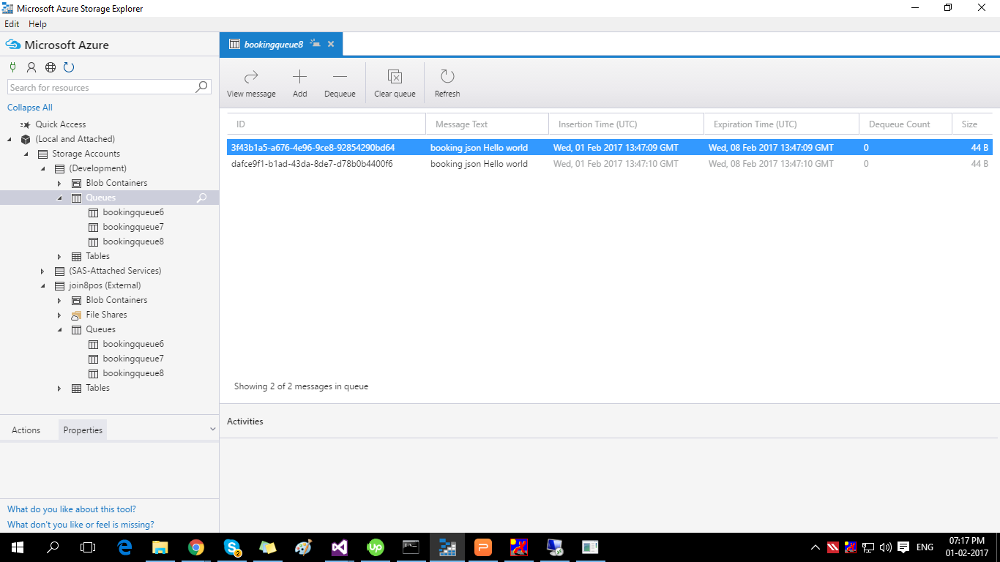 Microsoft Azure Storage Explorer
Edit Help
Microsoft Azure
Search for resources
Collapse All
Quick Access
(Local and Attached)
Storage Accounts
(Development)
Blob Containers
Queues
bookingqueue6
bookingqueue7
bookingqueue8
Tables
(SAS-Attached Services)
join8pos (External)
Blob Containers
File Shares
Queues
bookingqueue6
bookingqueue7
bookingqueue8
Tables
Actions Properties
What do you like about this tool?
What don't you like or feel is missing?
bookingqueue8
View message Add Dequeue Clear queue Refresh
ID Message Text Insertion Time (UTC) Expiration Time (UTC) Dequeue Count Size
3f43b1a5-a676-4e96-9ce8-92854290bd64 booking json Hello world Wed, 01 Feb 2017 13:47:09 GMT Wed, 08 Feb 2017 13:47:09 GMT 0 44 B
dafce9f1-b1ad-43da-8de7-d78b0b4400f6 booking json Hello world Wed, 01 Feb 2017 13:47:10 GMT Wed, 08 Feb 2017 13:47:10 GMT 0 44 B
Showing 2 of 2 messages in queue
Activities
2 up P ENG 07:17 PM
01-02-2017